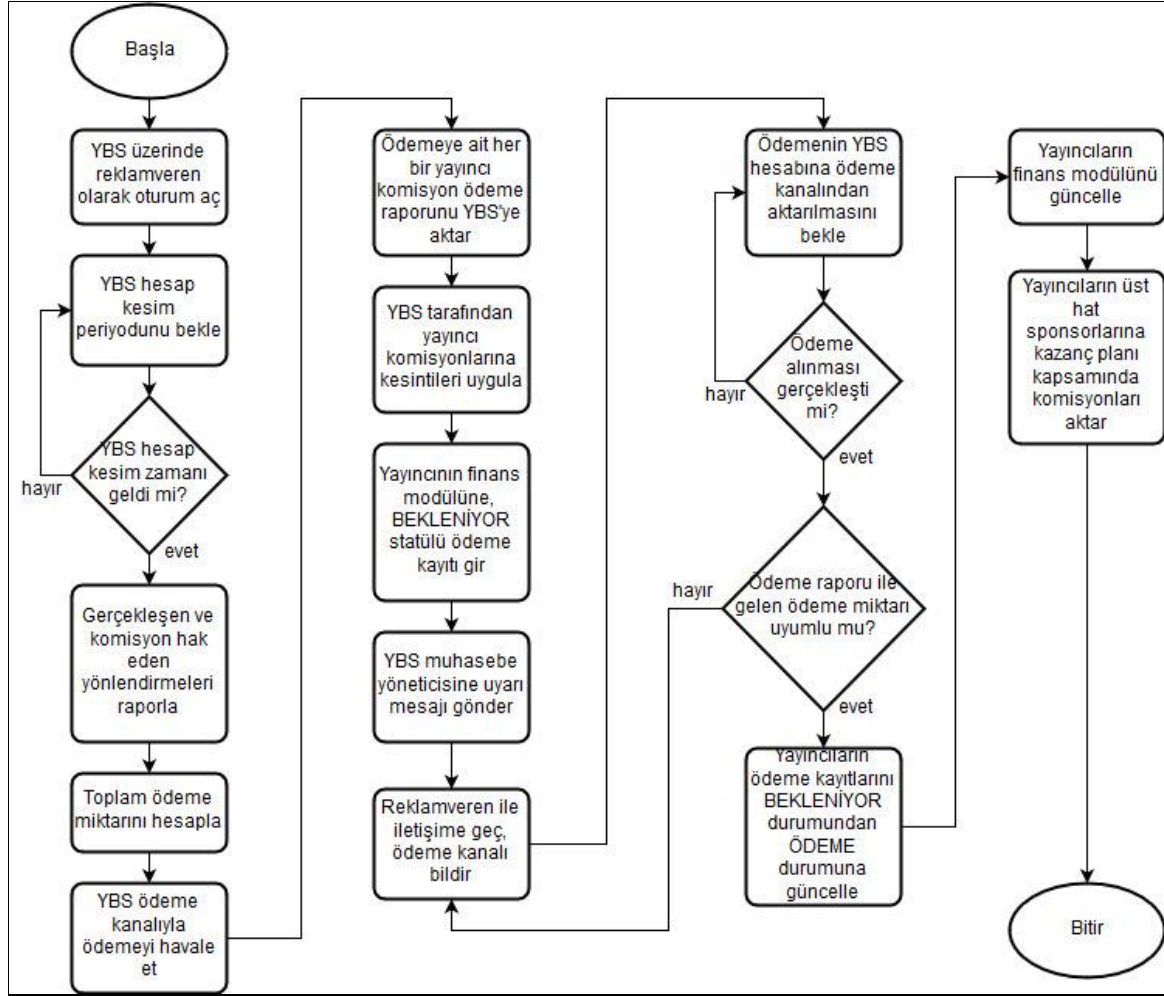 Başla
YBS üzerinde
reklamveren
olarak oturum aç
YBS hesap
kesim
periyodunu bekle
YBS hesap
kesim zamanı
geldi mi?
hayır
evet
Gerçekleşen ve
komisyon hak
eden
yönlendirmeleri
raporla
Toplam ödeme
miktarını hesapla
YBS ödeme
kanalıyla
ödemeyi havale
et
Ödemeye ait her
bir yayıncı
komisyon ödeme
raporunu YBS'ye
aktar
YBS tarafından
yayıncı
komisyonlarına
kesintileri uygula
Yayıncının finans
modülüne,
BEKLENİYOR
statülü ödeme
kayıtı gir
YBS muhasebe
yöneticisine uyarı
mesajı gönder
Reklamveren ile
iletişime geç,
ödeme kanalı
bildir
Ödemenin YBS
hesabına ödeme
kanalından
aktarılmasını
bekle
Ödeme
alınması
gerçekleşti
mi?
hayır
evet
Ödeme raporu ile
gelen ödeme miktarı
uyumlu mu?
hayır
evet
Yayıncıların
ödeme kayıtlarını
BEKLENİYOR
durumundan
ÖDEME
durumuna
güncelle
Yayıncıların
finans modülünü
güncelle
Yayıncıların üst
hat
sponsorlarına
kazanç planı
kapsamında
komisyonları
aktar
Bitir